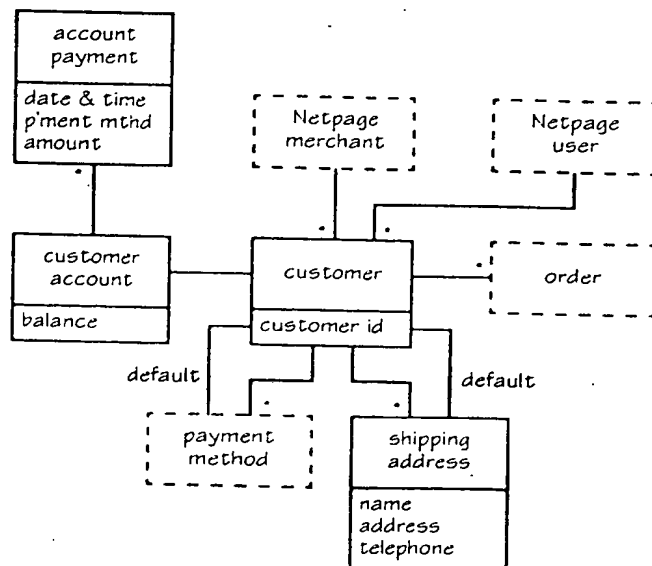 account
payment
date & time
p'ment mthd
amount
Netpage
merchant
Netpage
user
customer
account
balance
customer
customer id
order
default
default
payment
method
shipping
address
name
address
telephone